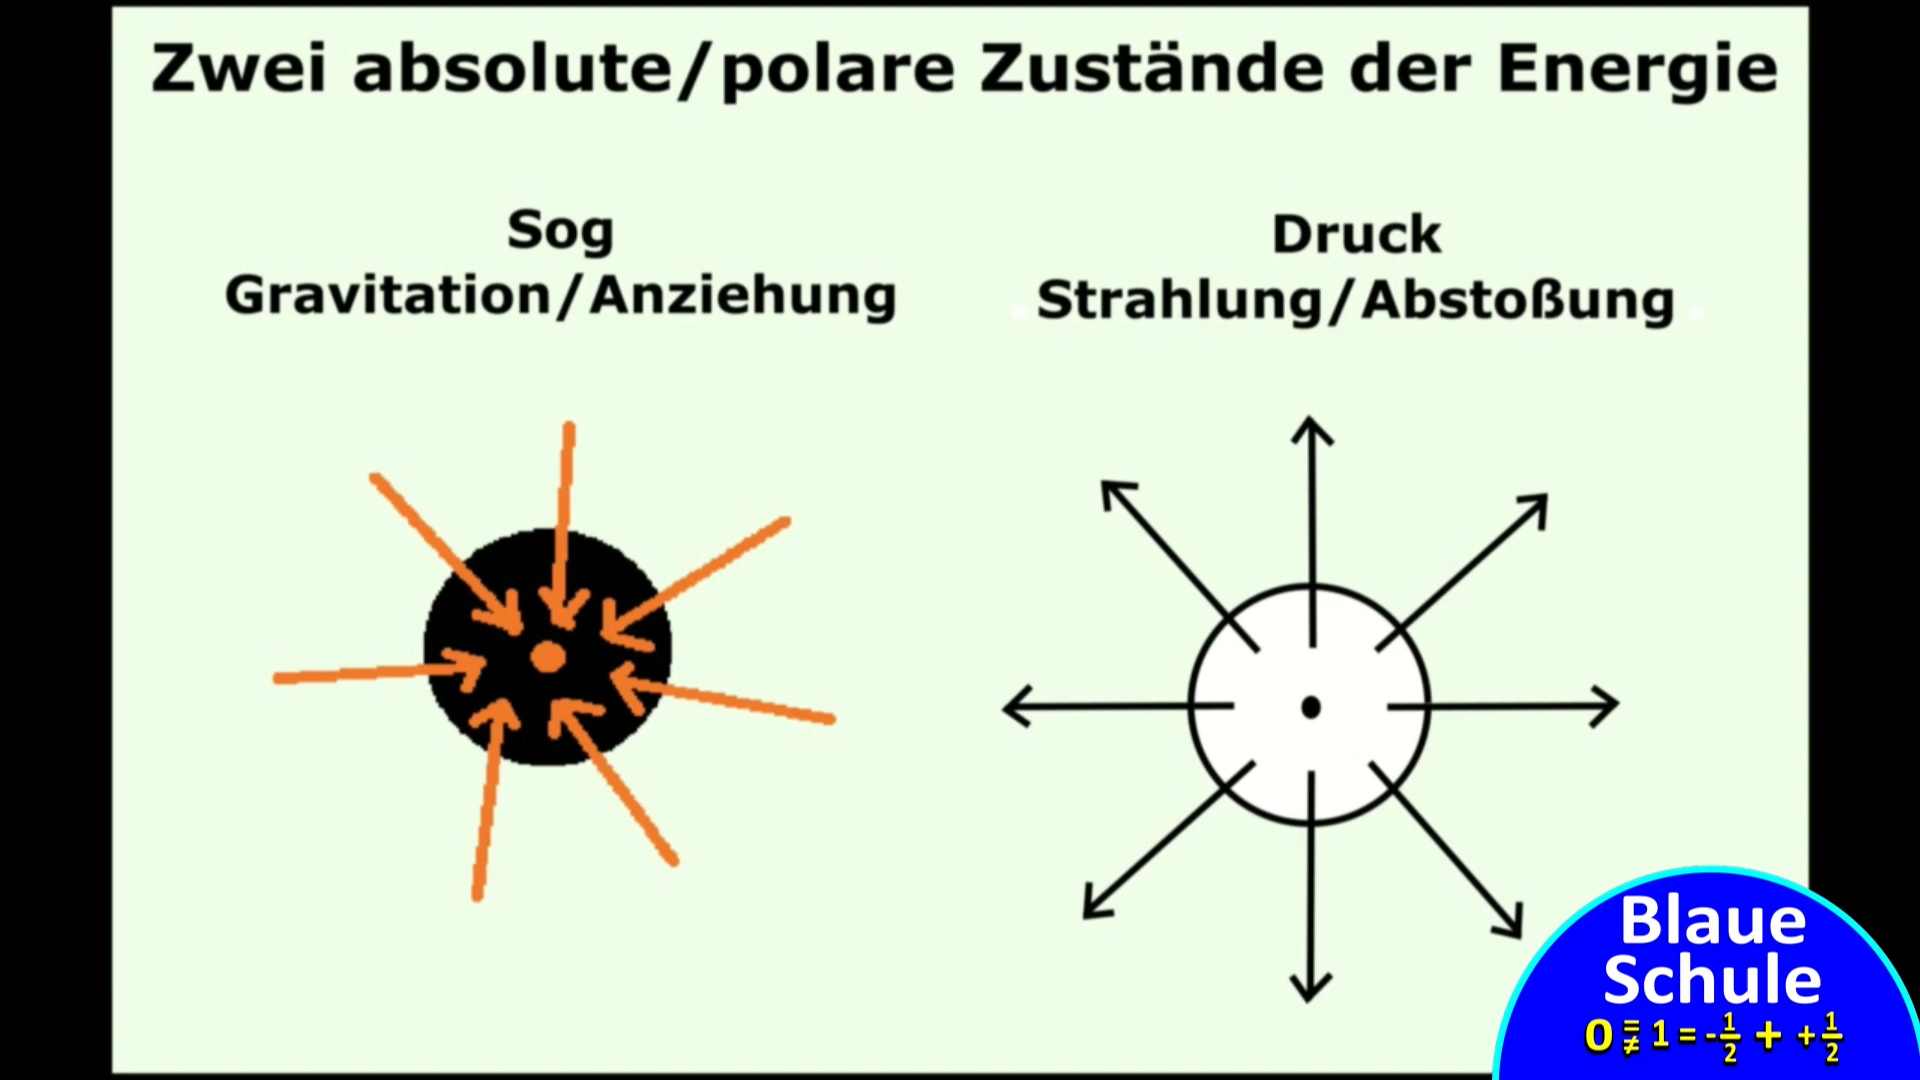 Zwei absolute/polare Zustände der Energie
Sog
Gravitation/Anziehung
Druck
Strahlung/Abstoßung
Blaue
Schule
0 ≡≠ 1 = -1/2 + +1/2